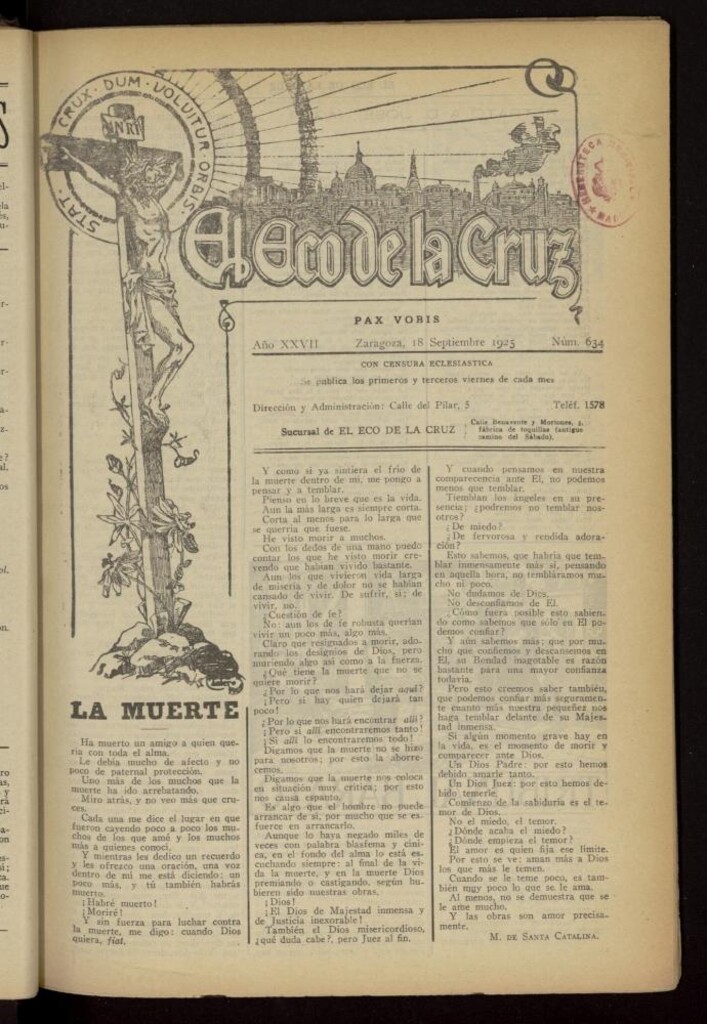 STAT. CRUX. DUM. VOLVITUR. ORBIS.
INRI
El Eco de la Cruz
HEMEROTECA MUNICIPAL
PAX VOBIS
Año XXVII Zaragoza, 18 Septiembre 1925 Núm. 634
CON CENSURA ECLESIASTICA
Se publica los primeros y terceros viernes de cada mes
Dirección y Administración: Calle del Pilar, 5 Teléf. 1578
Sucursal de EL ECO DE LA CRUZ
Calle Benavente y Moriones, 3,
fábrica de toquillas (antiguo
camino del Sábado).
LA MUERTE
Ha muerto un amigo a quien que-
ría con toda el alma.
Le debía mucho de afecto y no
poco de paternal protección.
Uno más de los muchos que la
muerte ha ido arrebatando.
Miro atrás, y no veo más que cru-
ces.
Cada una me dice el lugar en que
fueron cayendo poco a poco los mu-
chos de los que amé y los muchos
más a quienes conocí.
Y mientras les dedico un recuerdo
y les ofrezco una oración, una voz
dentro de mí me está diciendo: un
poco más, y tú también habrás
muerto.
¡Habré muerto!
¡Moriré!
Y sin fuerza para luchar contra
la muerte, me digo: cuando Dios
quiera, fiat.
Y como si ya sintiera el frío de
la muerte dentro de mí, me pongo a
pensar y a temblar.
Pienso en lo breve que es la vida.
Aun la más larga es siempre corta.
Corta al menos para lo larga que
se querría que fuese.
He visto morir a muchos.
Con los dedos de una mano puedo
contar los que he visto morir cre-
yendo que habían vivido bastante.
Aun los que vivieron vida larga
de miseria y de dolor no se habían
cansado de vivir. De sufrir, sí; de
vivir, no.
¿Cuestión de fe?
No: aun los de fe robusta querían
vivir un poco más, algo más.
Claro que resignados a morir, ado-
rando los designios de Dios, pero
muriendo algo así como a la fuerza.
¿Qué tiene la muerte que no se
quiere morir?
¿Por lo que nos hará dejar aquí?
¡Pero si hay quien dejará tan
poco!
¿Por lo que nos hará encontrar allí?
¡Pero si allí encontraremos tanto!
¡Si allí lo encontraremos todo!
Digamos que la muerte no se hizo
para nosotros; por esto la aborre-
cemos.
Digamos que la muerte nos coloca
en situación muy crítica; por esto
nos causa espanto.
Es algo que el hombre no puede
arrancar de sí, por mucho que se es-
fuerce en arrancarlo.
Aunque lo haya negado miles de
veces con palabra blasfema y cíni-
ca, en el fondo del alma lo está es-
cuchando siempre: al final de la vi-
da la muerte, y en la muerte Dios
premiando o castigando, según hu-
bieren sido nuestras obras.
¡Dios!
¡El Dios de Majestad inmensa y
de Justicia inexorable!
También el Dios misericordioso,
¿qué duda cabe?, pero Juez al fin.
Y cuando pensamos en nuestra
comparecencia ante El, no podemos
menos que temblar.
Tiemblan los ángeles en su pre-
sencia; ¿podremos no temblar nos-
otros?
¿De miedo?
¿De fervorosa y rendida adora-
ción?
Esto sabemos, que habría que tem-
blar inmensamente más si, pensando
en aquella hora, no tembláramos mu-
cho ni poco.
No dudamos de Dios.
No desconfiamos de El.
¿Cómo fuera posible esto sabien-
do como sabemos que sólo en El po-
demos confiar?
Y aún sabemos más; que por mu-
cho que confiemos y descansemos en
El, su Bondad inagotable es razón
bastante para una mayor confianza
todavía.
Pero esto creemos saber también,
que podemos confiar más seguramen-
te cuanto más nuestra pequeñez nos
haga temblar delante de su Majes-
tad inmensa.
Si algún momento grave hay en
la vida, es el momento de morir y
comparecer ante Dios.
Un Dios Padre: por esto hemos
debido amarle tanto.
Un Dios Juez: por esto hemos de-
bido temerle.
Comienzo de la sabiduría es el te-
mor de Dios.
No el miedo, el temor.
¿Dónde acaba el miedo?
¿Dónde empieza el temor?
El amor es quien fija ese límite.
Por esto se ve: aman más a Dios
los que más le temen.
Cuando se le teme poco, es tam-
bién muy poco lo que se le ama.
Al menos, no se demuestra que se
le ame mucho.
Y las obras son amor precisa-
mente.
M. DE SANTA CATALINA.